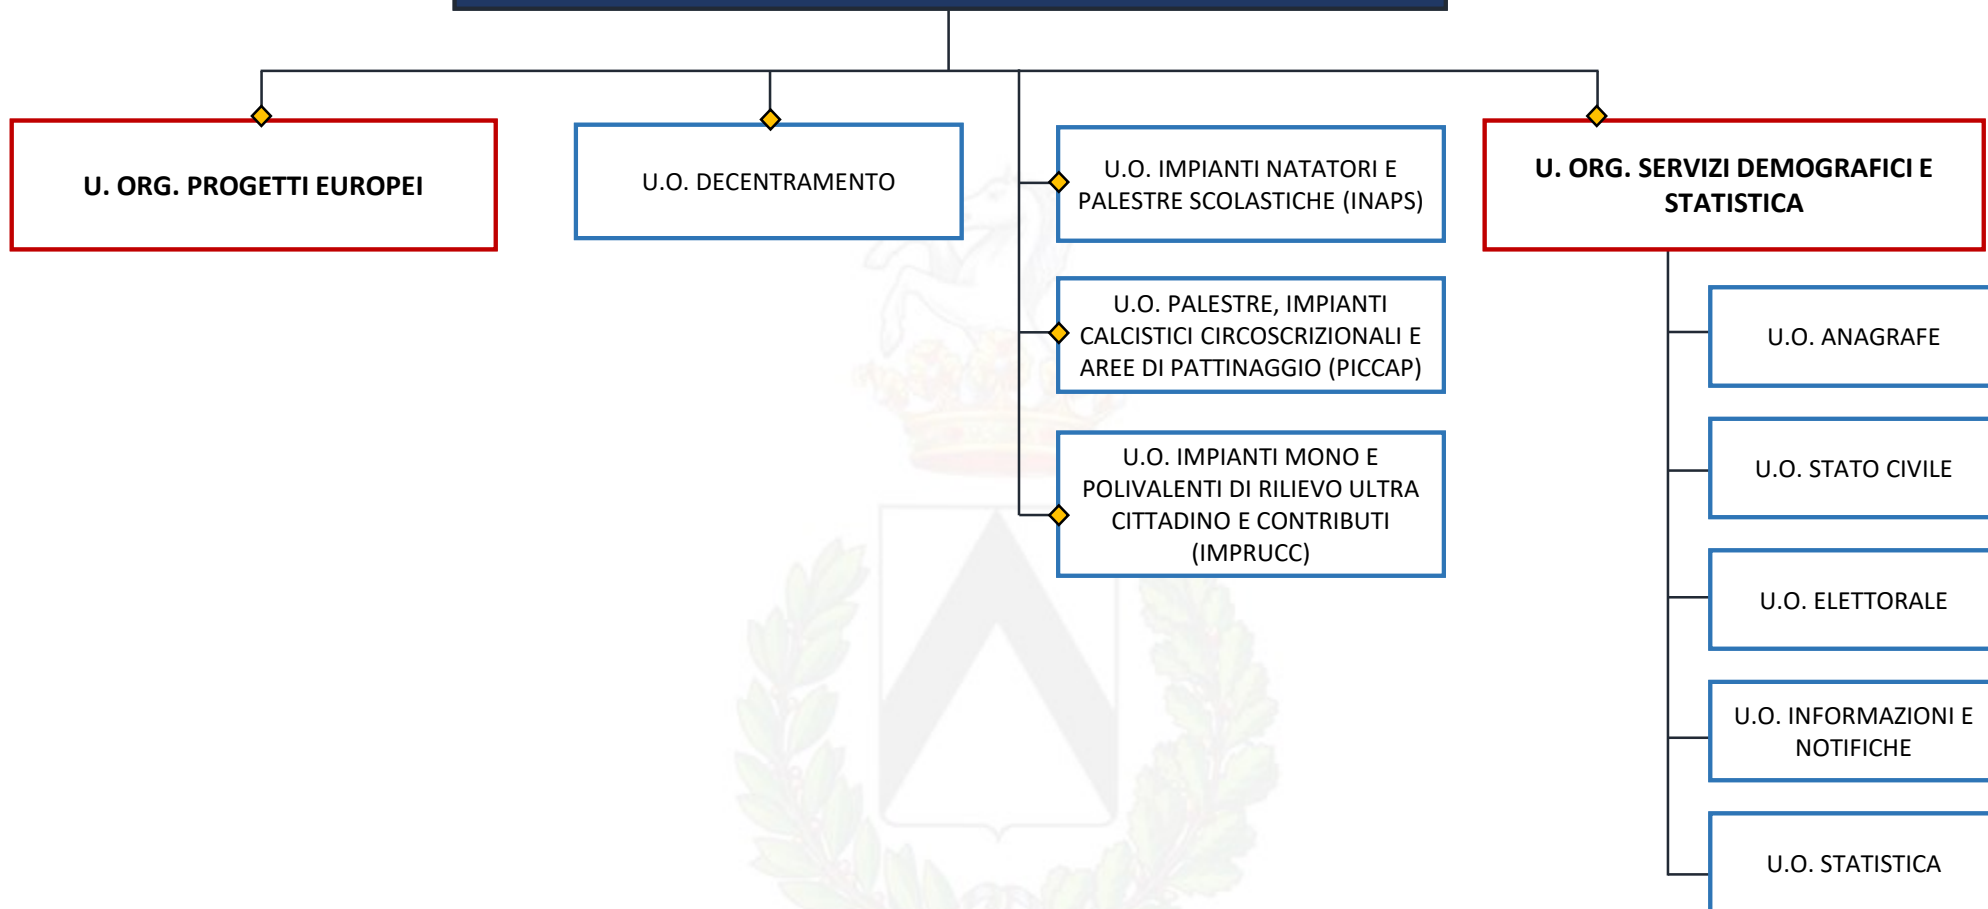 U. ORG. PROGETTI EUROPEI
U.O. DECENTRAMENTO
U.O. IMPIANTI NATATORI E
PALESTRE SCOLASTICHE (INAPS)
U.O. PALESTRE, IMPIANTI
CALCISTICI CIRCOSCRIZIONALI E
AREE DI PATTINAGGIO (PICCAP)
U.O. IMPIANTI MONO E
POLIVALENTI DI RILIEVO ULTRA
CITTADINO E CONTRIBUTI
(IMPRUCC)
U. ORG. SERVIZI DEMOGRAFICI E
STATISTICA
U.O. ANAGRAFE
U.O. STATO CIVILE
U.O. ELETTORALE
U.O. INFORMAZIONI E
NOTIFICHE
U.O. STATISTICA